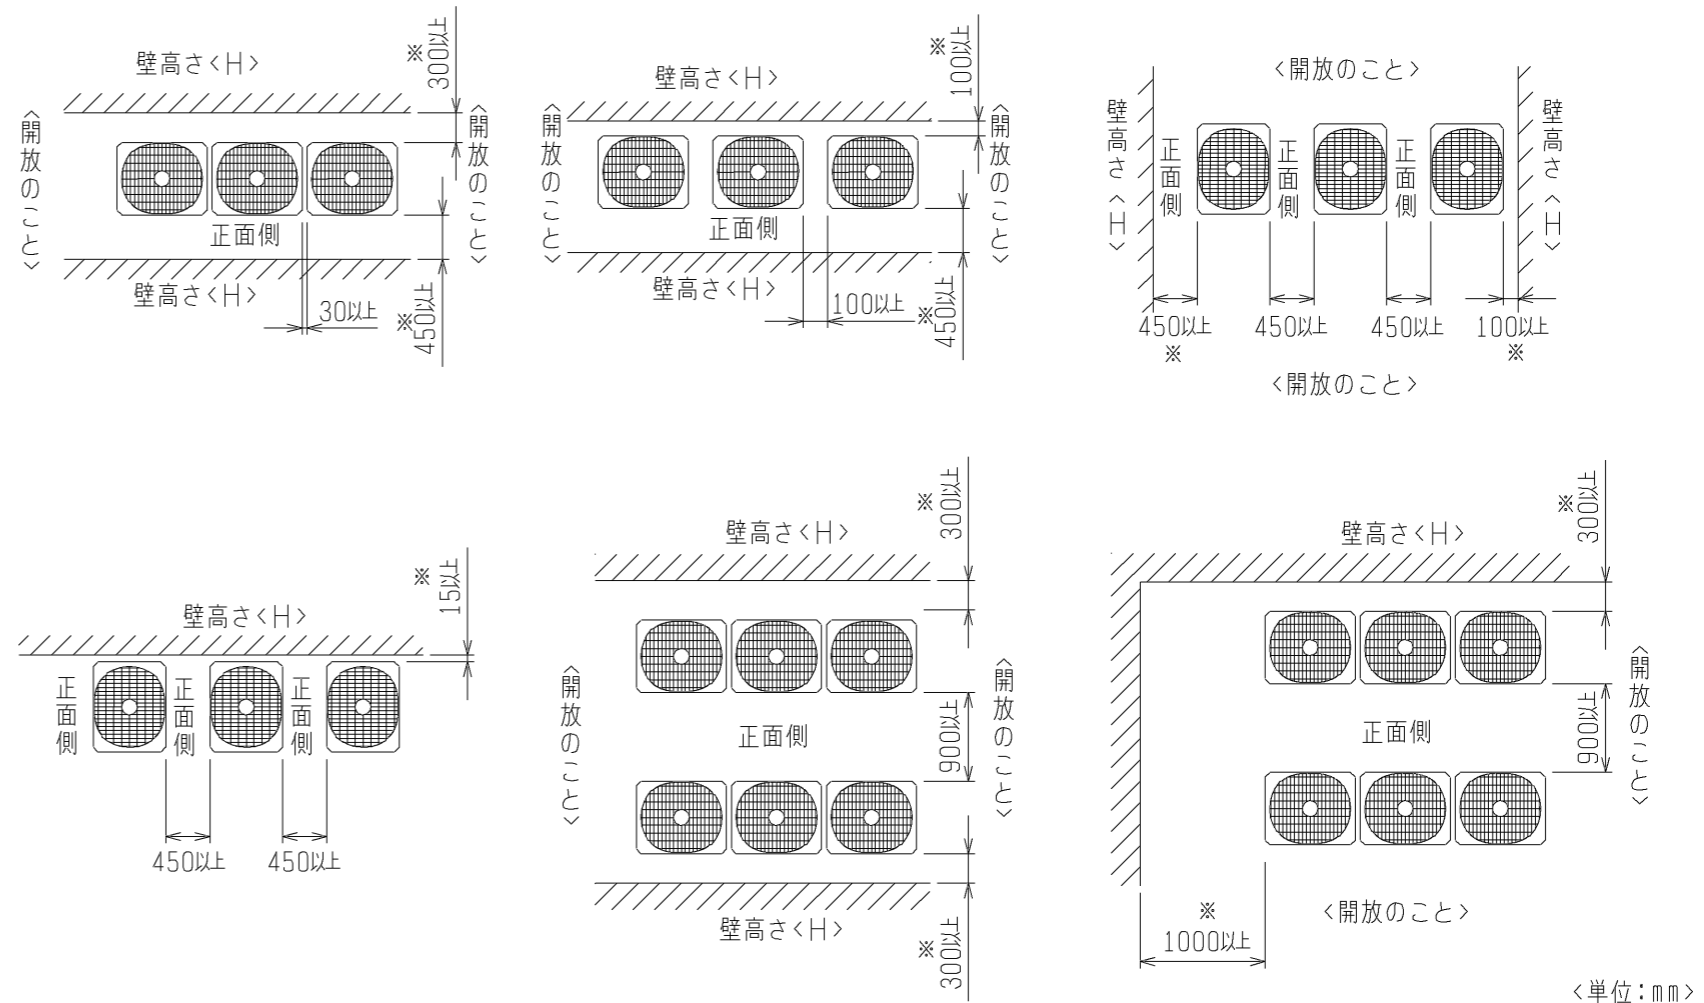 壁高さ<H>
※
300以上
<開放のこと>
<開放のこと>
正面側
壁高さ<H>
30以上
※
450以上
壁高さ<H>
※
100以上
<開放のこと>
<開放のこと>
正面側
壁高さ<H>
100以上
※
450以上
<開放のこと>
壁高さ<H>
正面側
正面側
正面側
壁高さ<H>
450以上
※
450以上
450以上
100以上
※
<開放のこと>
壁高さ<H>
※
15以上
正面側
正面側
正面側
450以上
450以上
壁高さ<H>
※
300以上
<開放のこと>
正面側
900以上
<開放のこと>
壁高さ<H>
※
300以上
壁高さ<H>
※
300以上
正面側
900以上
<開放のこと>
※
1000以上
<開放のこと>
<単位:mm>